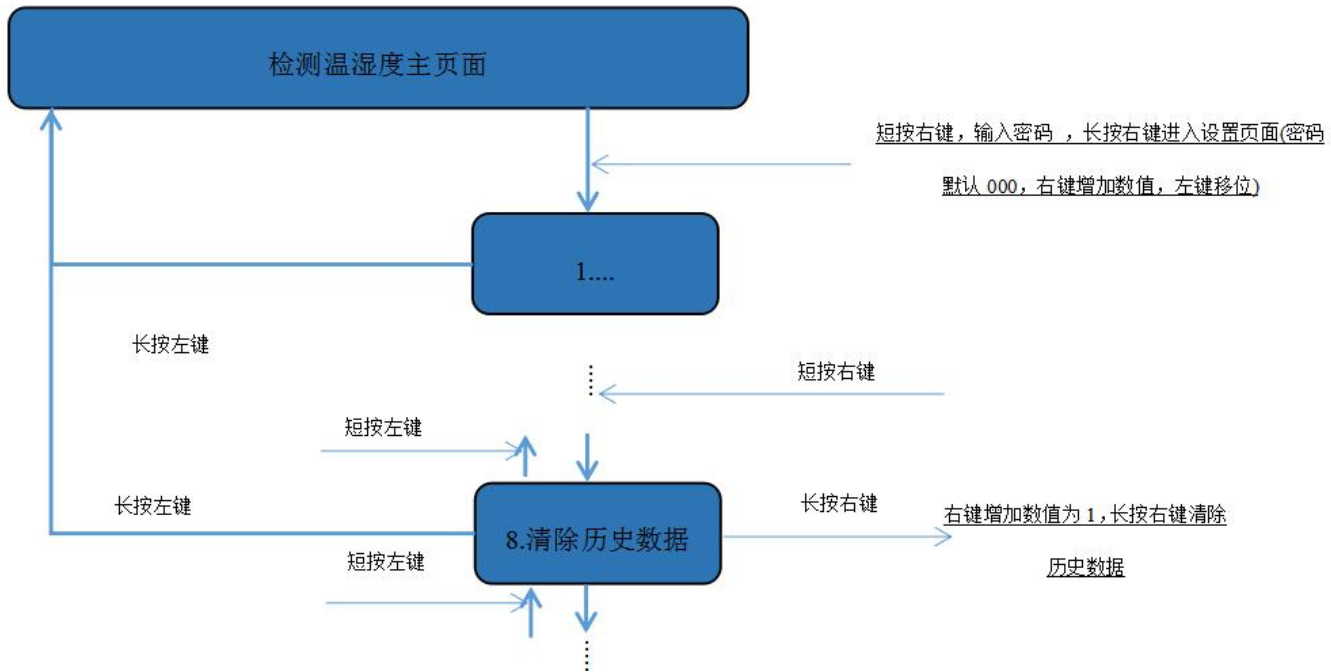 检测温湿度主页面
短按右键，输入密码 ，长按右键进入设置页面(密码
默认 000，右键增加数值，左键移位)
1....
长按左键
短按右键
短按左键
长按左键
8.清除历史数据
长按右键
右键增加数值为 1，长按右键清除
历史数据
短按左键